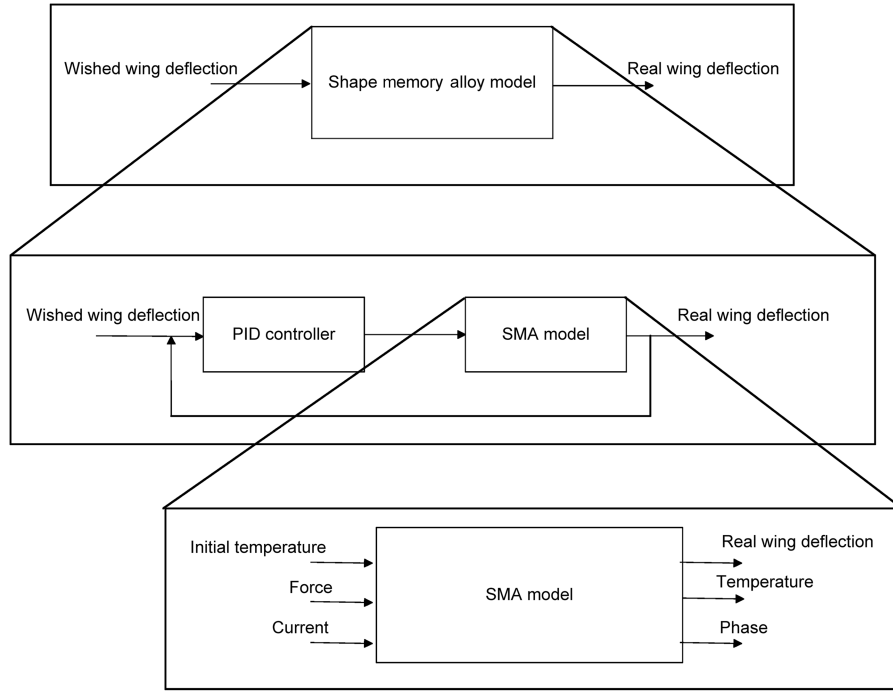 Wished wing deflection
Shape memory alloy model
Real wing deflection
Wished wing deflection
PID controller
SMA model
Real wing deflection
Initial temperature
Force
Current
SMA model
Real wing deflection
Temperature
Phase